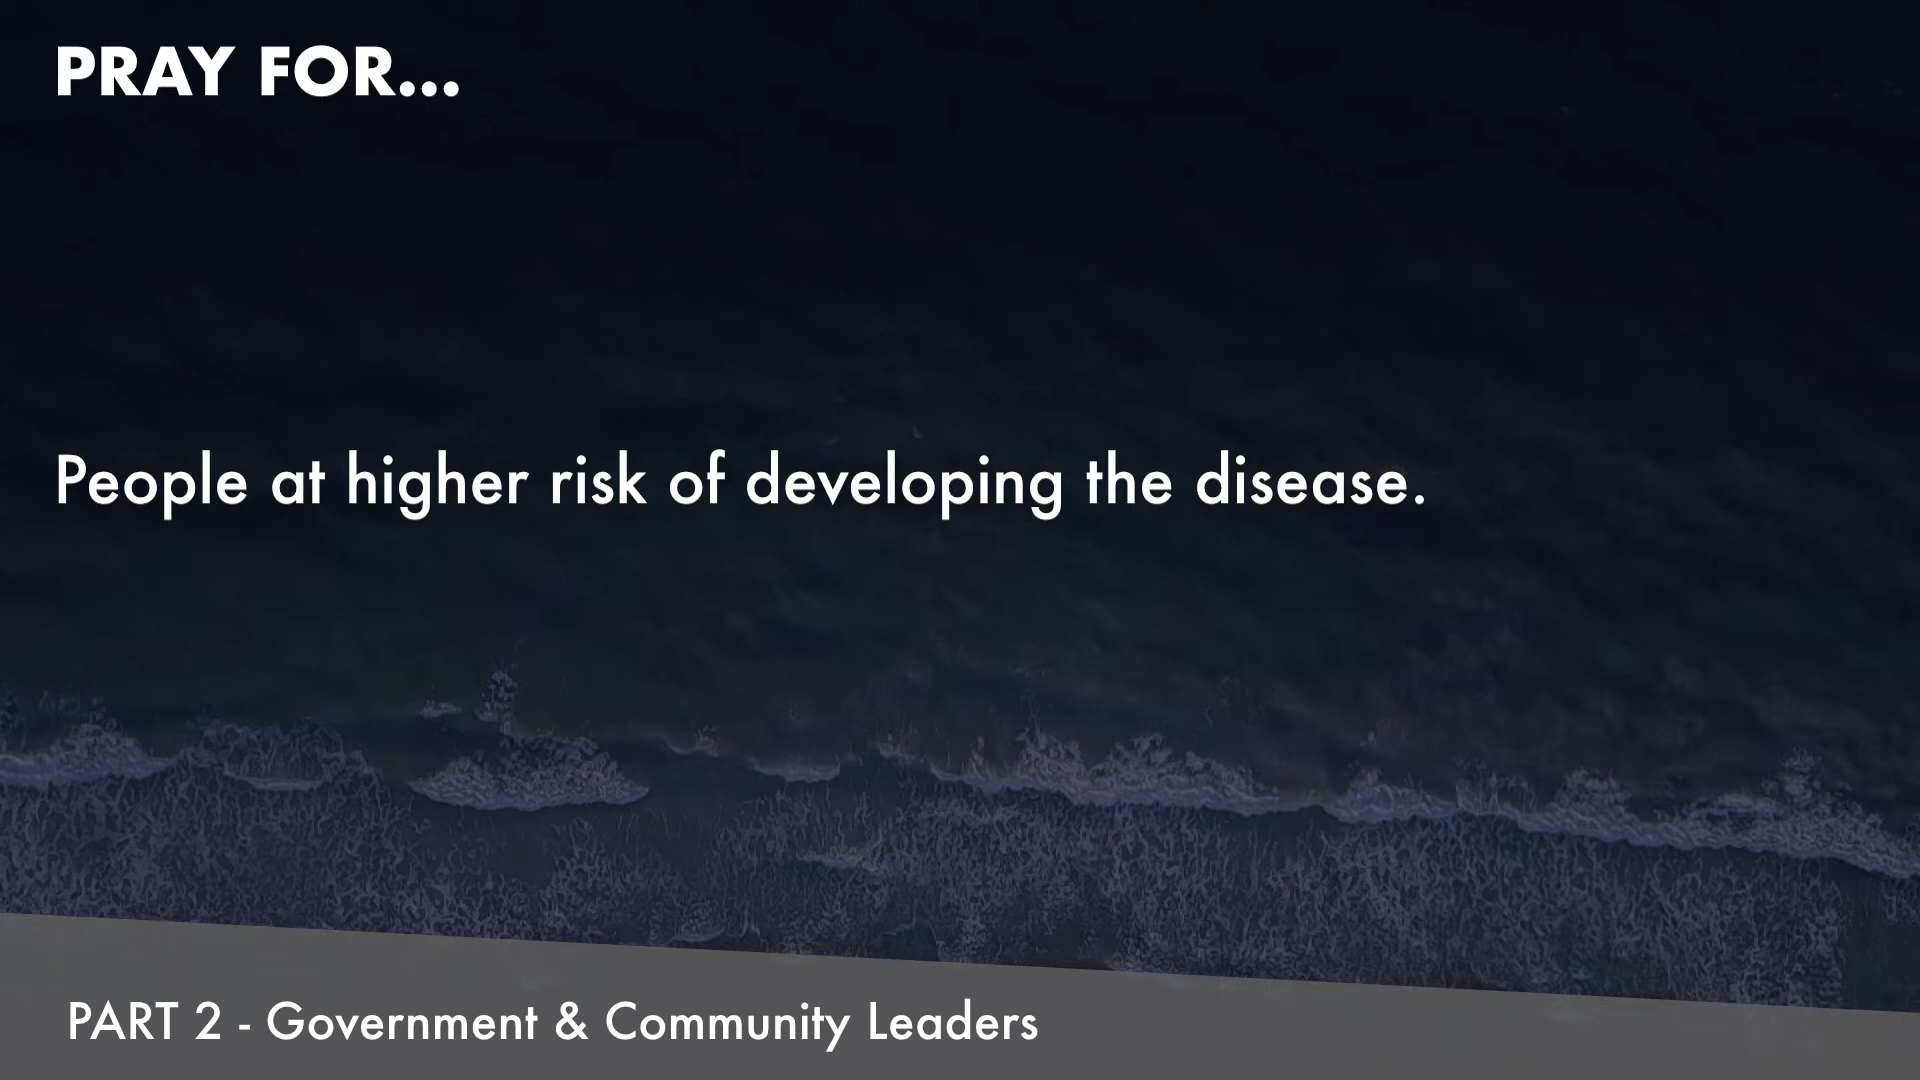 PRAY FOR...
People at higher risk of developing the disease.
PART 2 - Government & Community Leaders